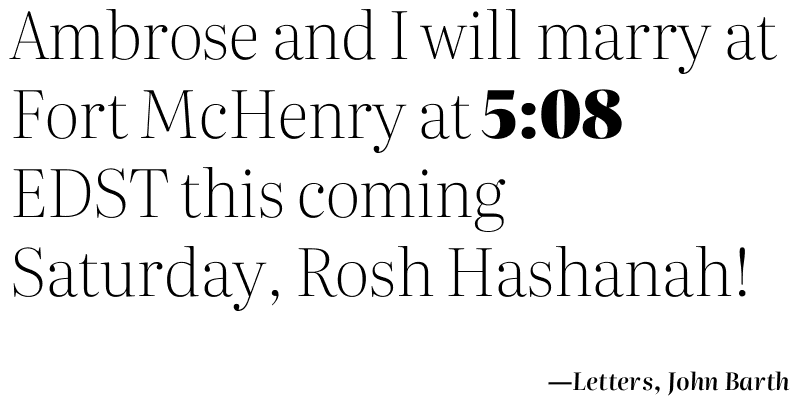 Ambrose and I will marry at
Fort McHenry at 5:08
EDST this coming
Saturday, Rosh Hashanah!
—Letters, John Barth